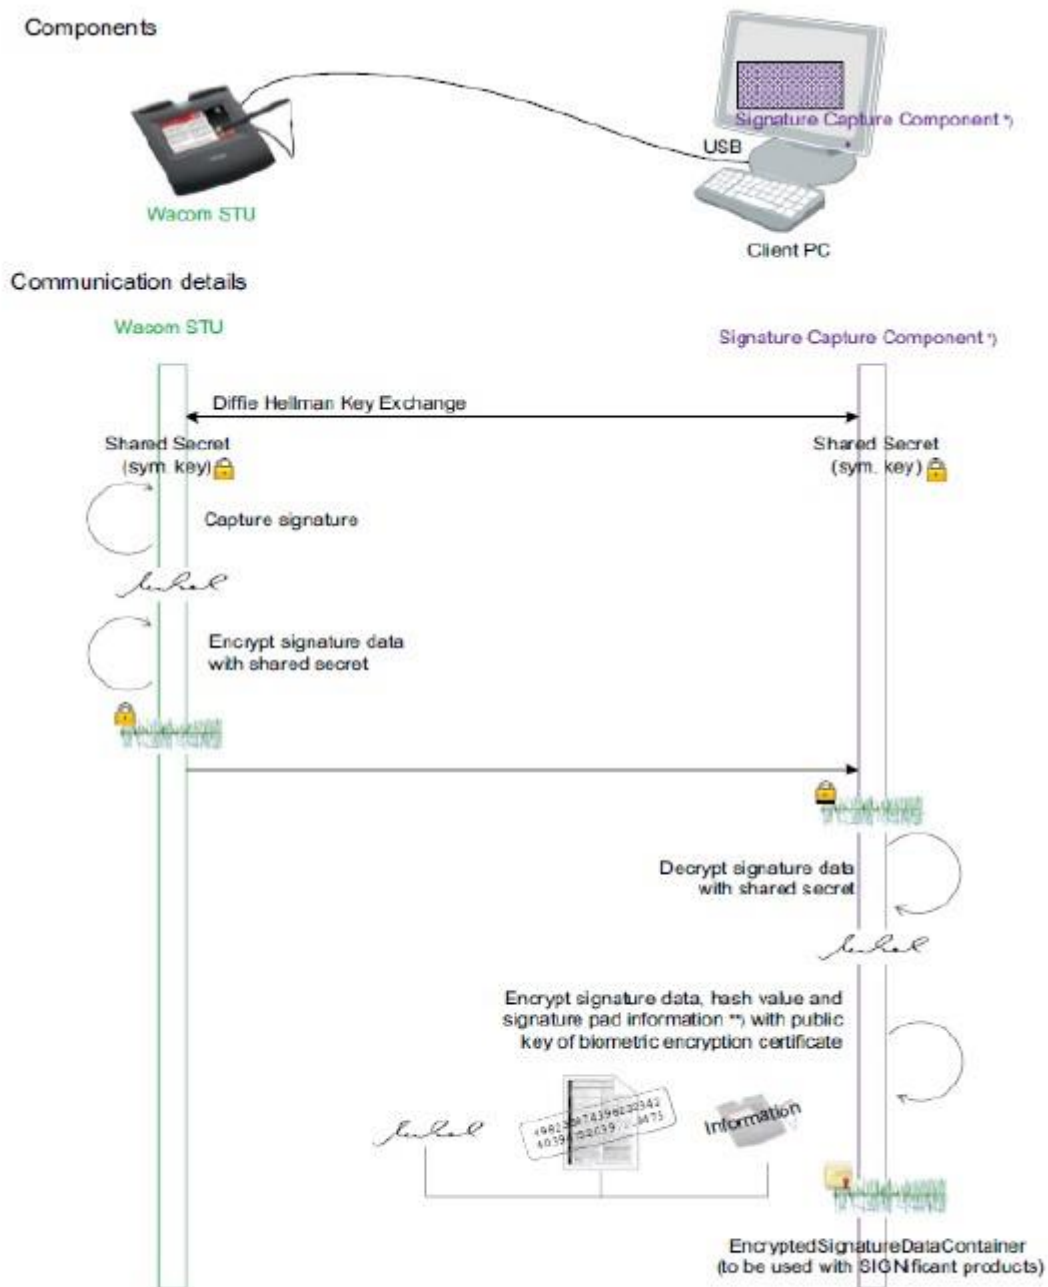 Components
Signature Capture Component *)
USB
Wacom STU
Client PC
Communication details
Wacom STU
Signature Capture Component *)
Diffie Hellman Key Exchange
Shared Secret
(sym. key)
Shared Secret
(sym. key)
Capture signature
Encrypt signature data
with shared secret
Decrypt signature data
with shared secret
Encrypt signature data, hash value and
signature pad information **) with public
key of biometric encryption certificate
Information
EncryptedSignatureDataContainer
(to be used with SIGNificant products)